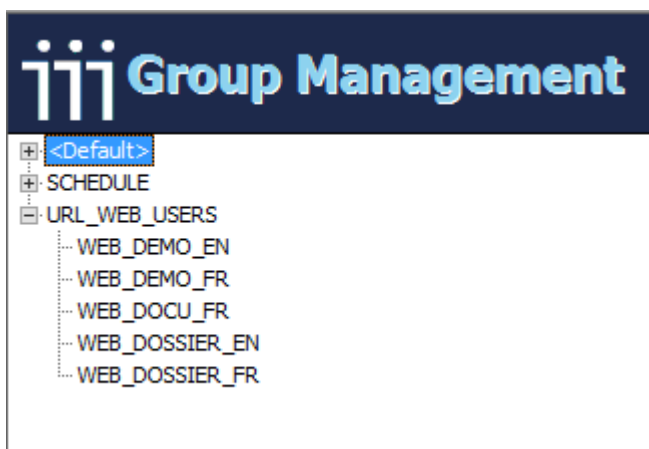 Group Management
<Default>
SCHEDULE
URL_WEB_USERS
WEB_DEMO_EN
WEB_DEMO_FR
WEB_DOCU_FR
WEB_DOSSIER_EN
WEB_DOSSIER_FR